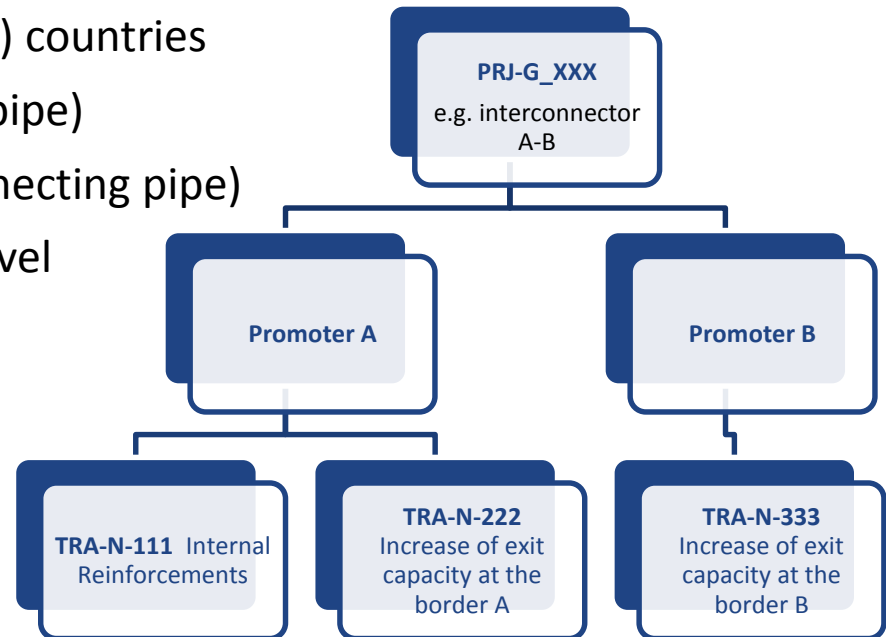 ) countries
pipe)
necting pipe)
vel
PRJ-G_XXX
e.g. interconnector
A-B
Promoter A
Promoter B
TRA-N-111 Internal
Reinforcements
TRA-N-222
Increase of exit
capacity at the
border A
TRA-N-333
Increase of exit
capacity at the
border B